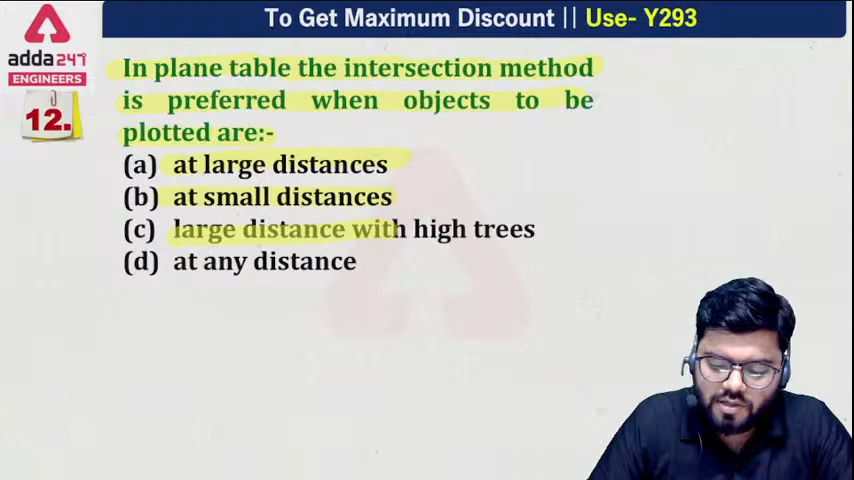 To Get Maximum Discount || Use- Y293
adda247
ENGINEERS
12.
In plane table the intersection method
is preferred when objects to be
plotted are:-
(a) at large distances
(b) at small distances
(c) large distance with high trees
(d) at any distance